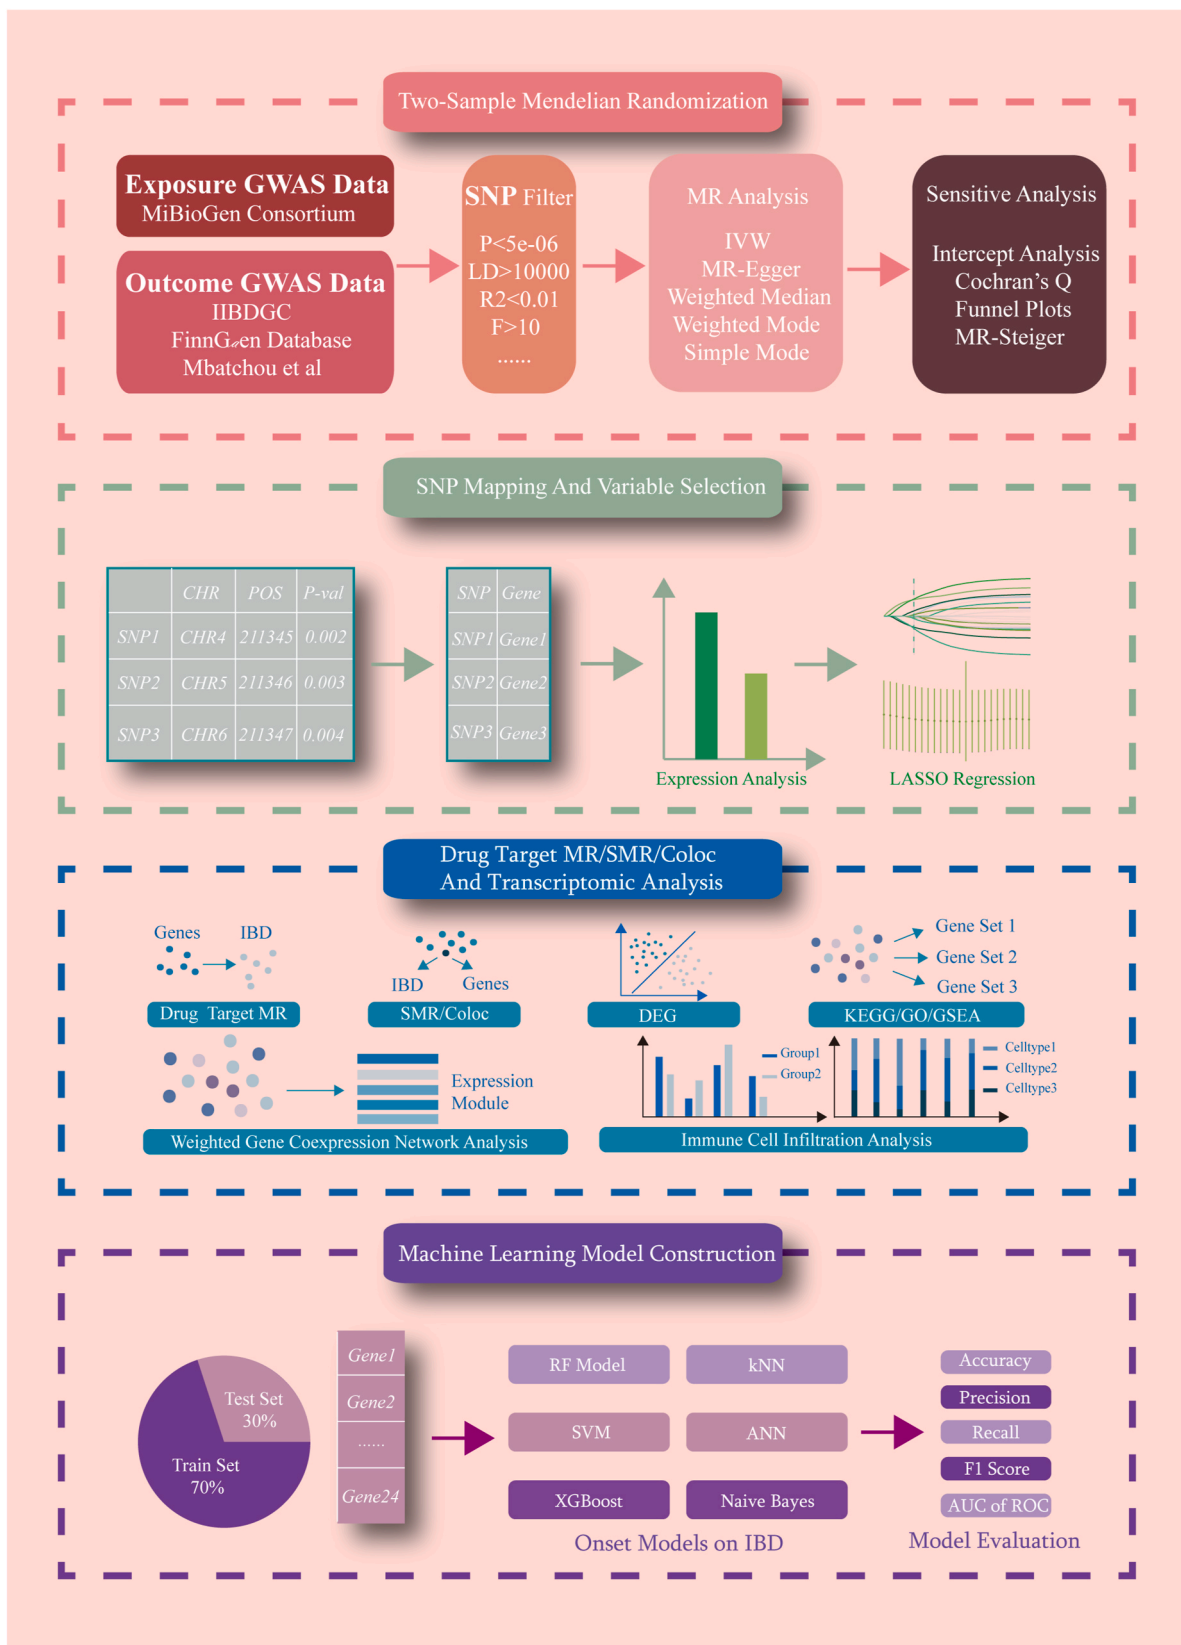 Two-Sample Mendelian Randomization
Exposure GWAS Data
MiBioGen Consortium
Outcome GWAS Data
IIBDGC
FinnGen Database
Mbatchou et al
SNP Filter
P<5e-06
LD>10000
R2<0.01
F>10
......
MR Analysis
IVW
MR-Egger
Weighted Median
Weighted Mode
Simple Mode
Sensitive Analysis
Intercept Analysis
Cochran's Q
Funnel Plots
MR-Steiger
SNP Mapping And Variable Selection
CHR POS P-val
SNP1 CHR4 211345 0.002
SNP2 CHR5 211346 0.003
SNP3 CHR6 211347 0.004
SNP Gene
SNP1 Gene1
SNP2 Gene2
SNP3 Gene3
Expression Analysis
LASSO Regression
Drug Target MR/SMR/Coloc
And Transcriptomic Analysis
Genes
IBD
Drug Target MR
IBD
Genes
SMR/Coloc
DEG
Gene Set 1
Gene Set 2
Gene Set 3
KEGG/GO/GSEA
Expression
Module
Weighted Gene Coexpression Network Analysis
Group1
Group2
Celltype1
Celltype2
Celltype3
Immune Cell Infiltration Analysis
Machine Learning Model Construction
Test Set
30%
Train Set
70%
Gene1
Gene2
......
Gene24
RF Model
kNN
SVM
ANN
XGBoost
Naive Bayes
Onset Models on IBD
Accuracy
Precision
Recall
F1 Score
AUC of ROC
Model Evaluation